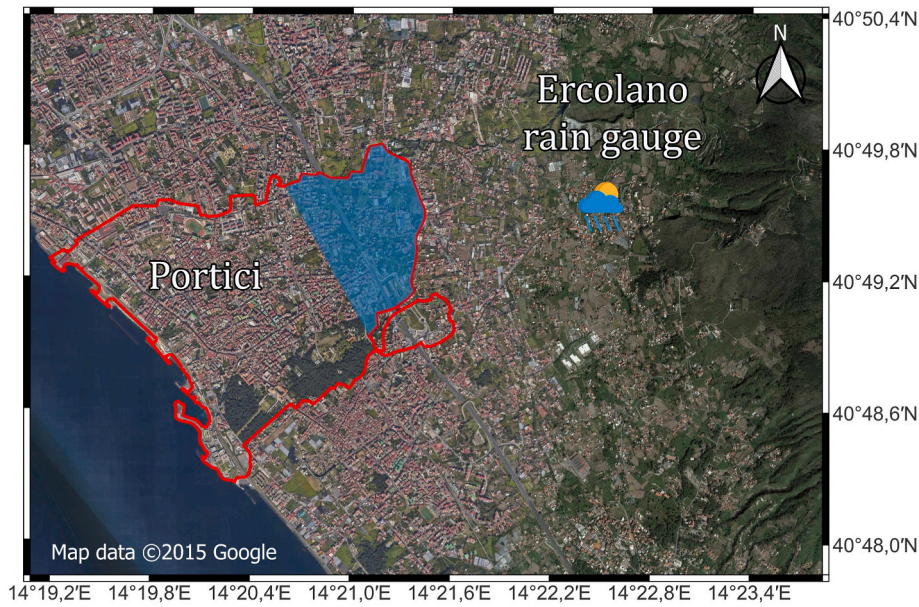 N
40°50,4′N
Ercolano
rain gauge
40°49,8′N
Portici
40°49,2′N
40°48,6′N
Map data ©2015 Google
40°48,0′N
14°19,2′E 14°19,8′E 14°20,4′E 14°21,0′E 14°21,6′E 14°22,2′E 14°22,8′E 14°23,4′E